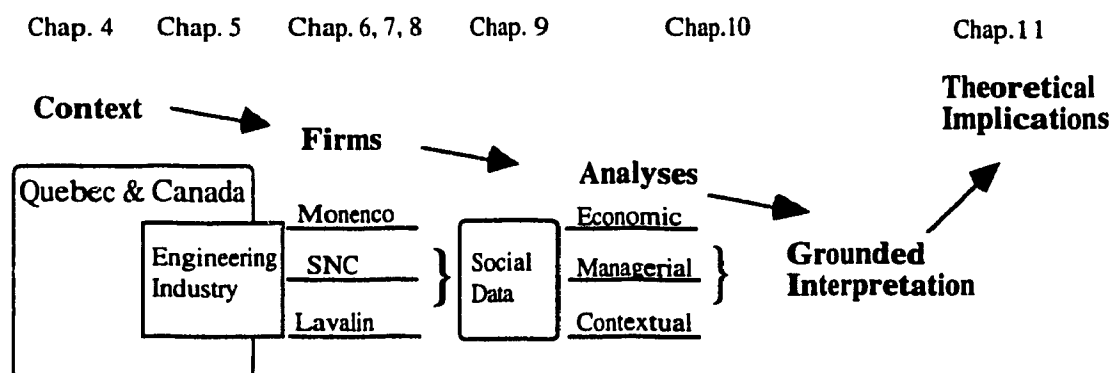 Chap. 4 Chap. 5 Chap. 6, 7, 8 Chap. 9 Chap.10 Chap.11
Theoretical
Implications
Context
Firms
Analyses
Quebec & Canada
Monenco
Economic
Engineering
Industry
SNC
}
Social
Data
Managerial
}
Grounded
Interpretation
Lavalin
Contextual